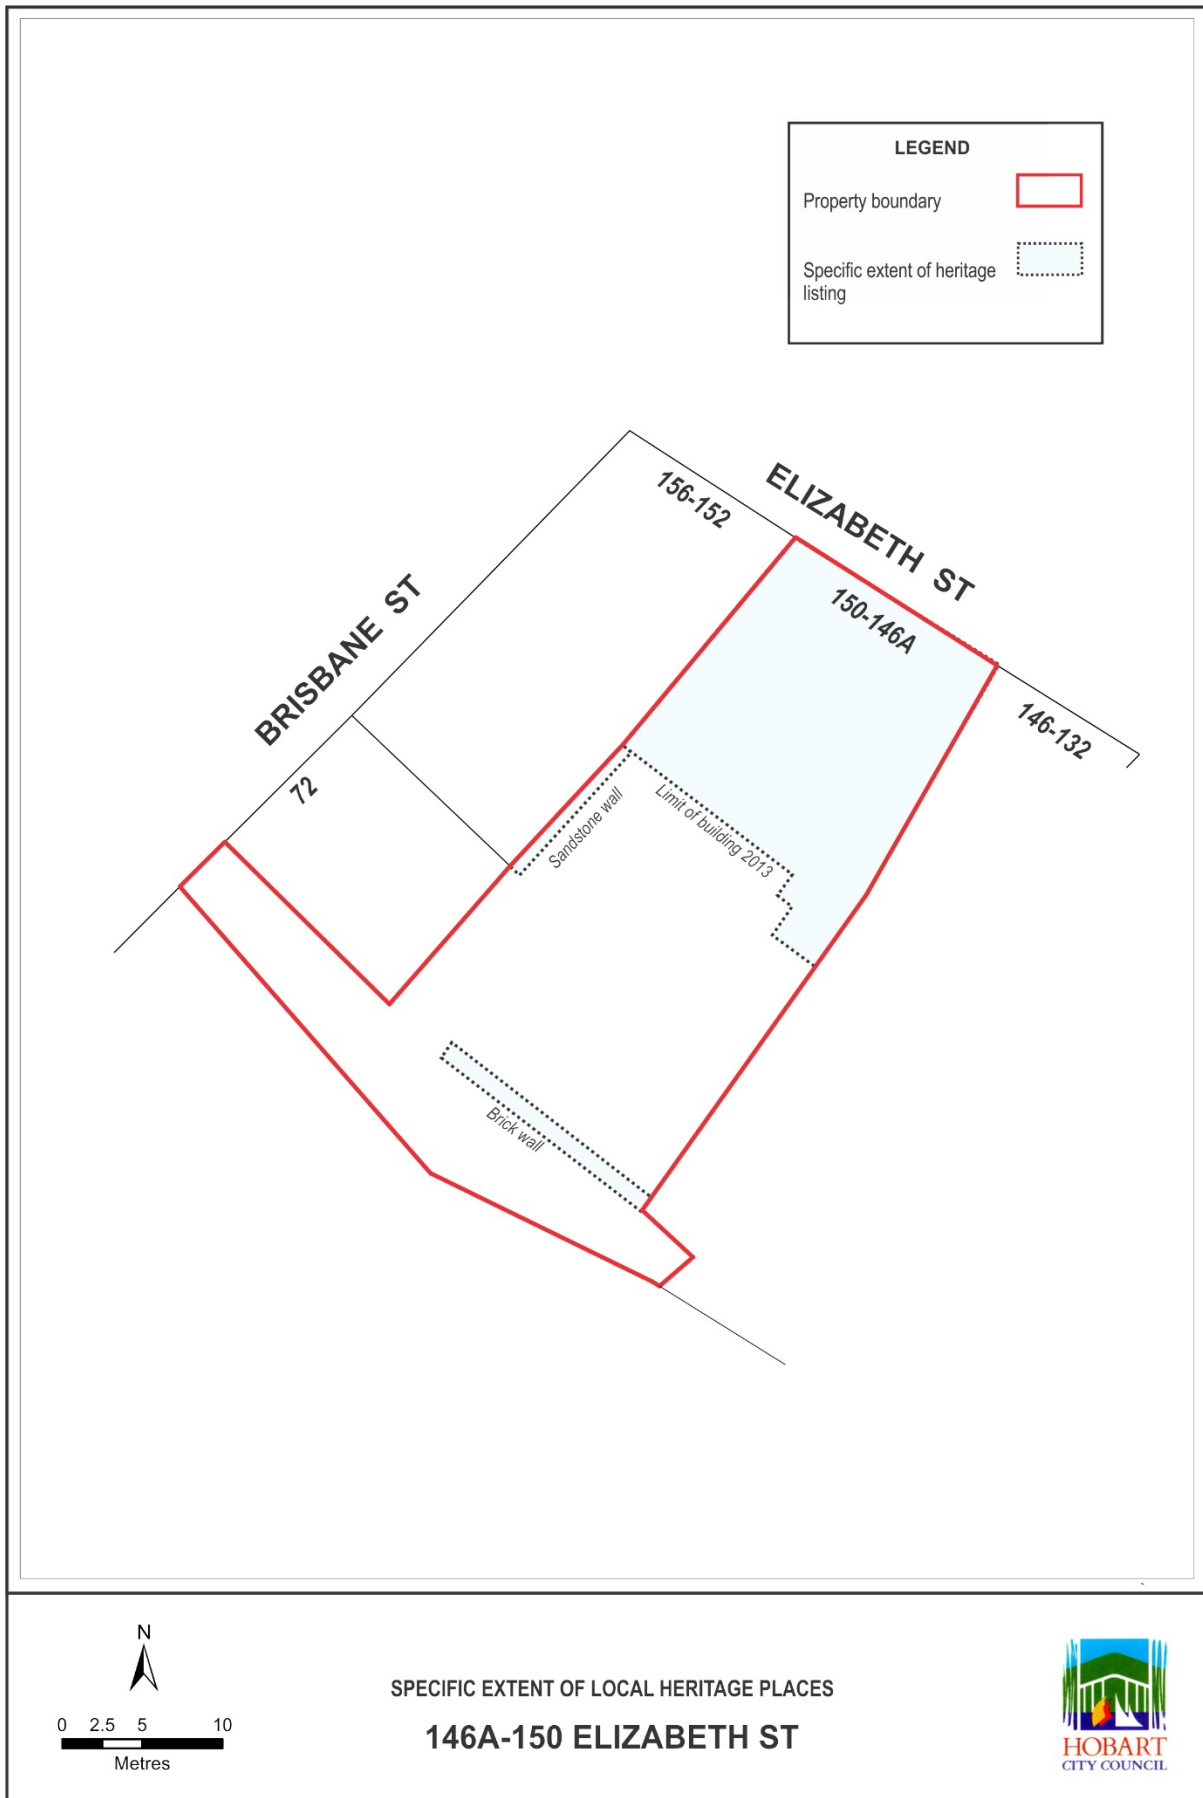 LEGEND
Property boundary
Specific extent of heritage
listing
ELIZABETH ST
156-152
150-146A
146-132
BRISBANE ST
72
Sandstone wall
Limit of building 2013
Brick wall
N
0 2.5 5 10
Metres
SPECIFIC EXTENT OF LOCAL HERITAGE PLACES
146A-150 ELIZABETH ST
HOBART
CITY COUNCIL